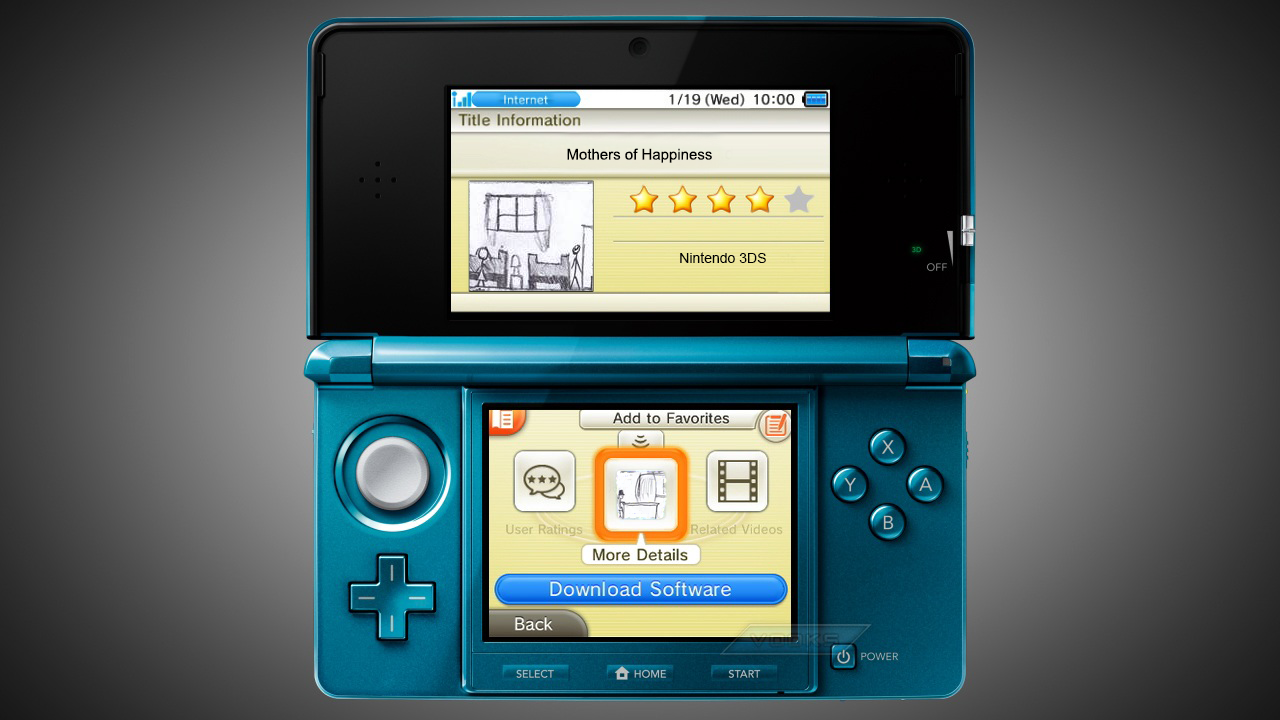 Internet 1/19 (Wed) 10:00
Title Information
Mothers of Happiness
3D
Nintendo 3DS
OFF
Add to Favorites
User Ratings
Related Videos
More Details
Download Software
Back
X
Y A
B
SELECT HOME START
POWER